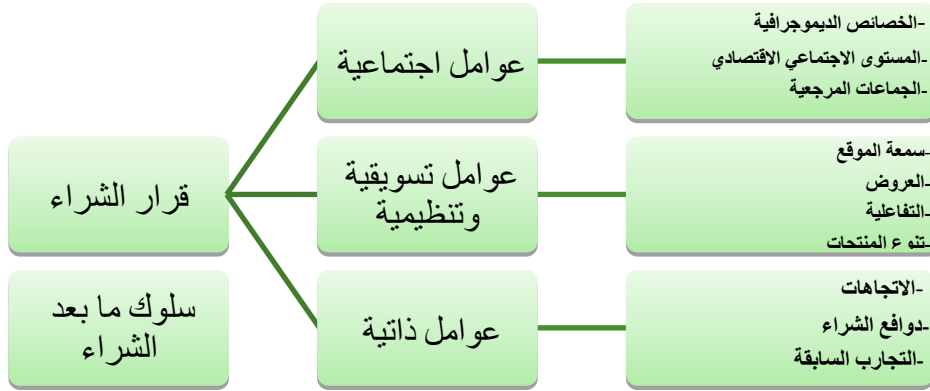 -الخصائص الديموجرافية
-المستوى الاجتماعي الاقتصادي
-الجماعات المرجعية
عوامل اجتماعية
-سمعة الموقع
-العروض
-التفاعلية
-تنوع المنتجات
عوامل تسويقية
وتنظيمية
قرار الشراء
-الاتجاهات
-دوافع الشراء
-التجارب السابقة
عوامل ذاتية
سلوك ما بعد
الشراء